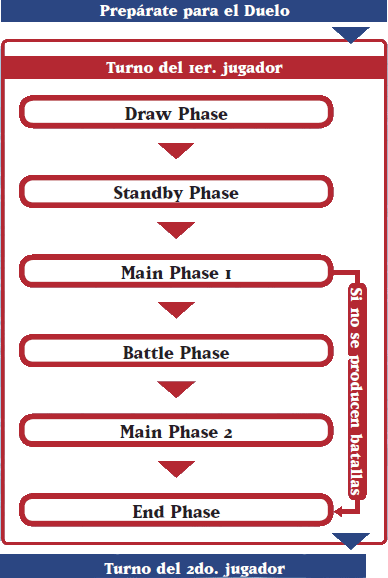 Prepárate para el Duelo
Turno del 1er. jugador
Draw Phase
Standby Phase
Main Phase 1
Si no se producen batallas
Battle Phase
Main Phase 2
End Phase
Turno del 2do. jugador